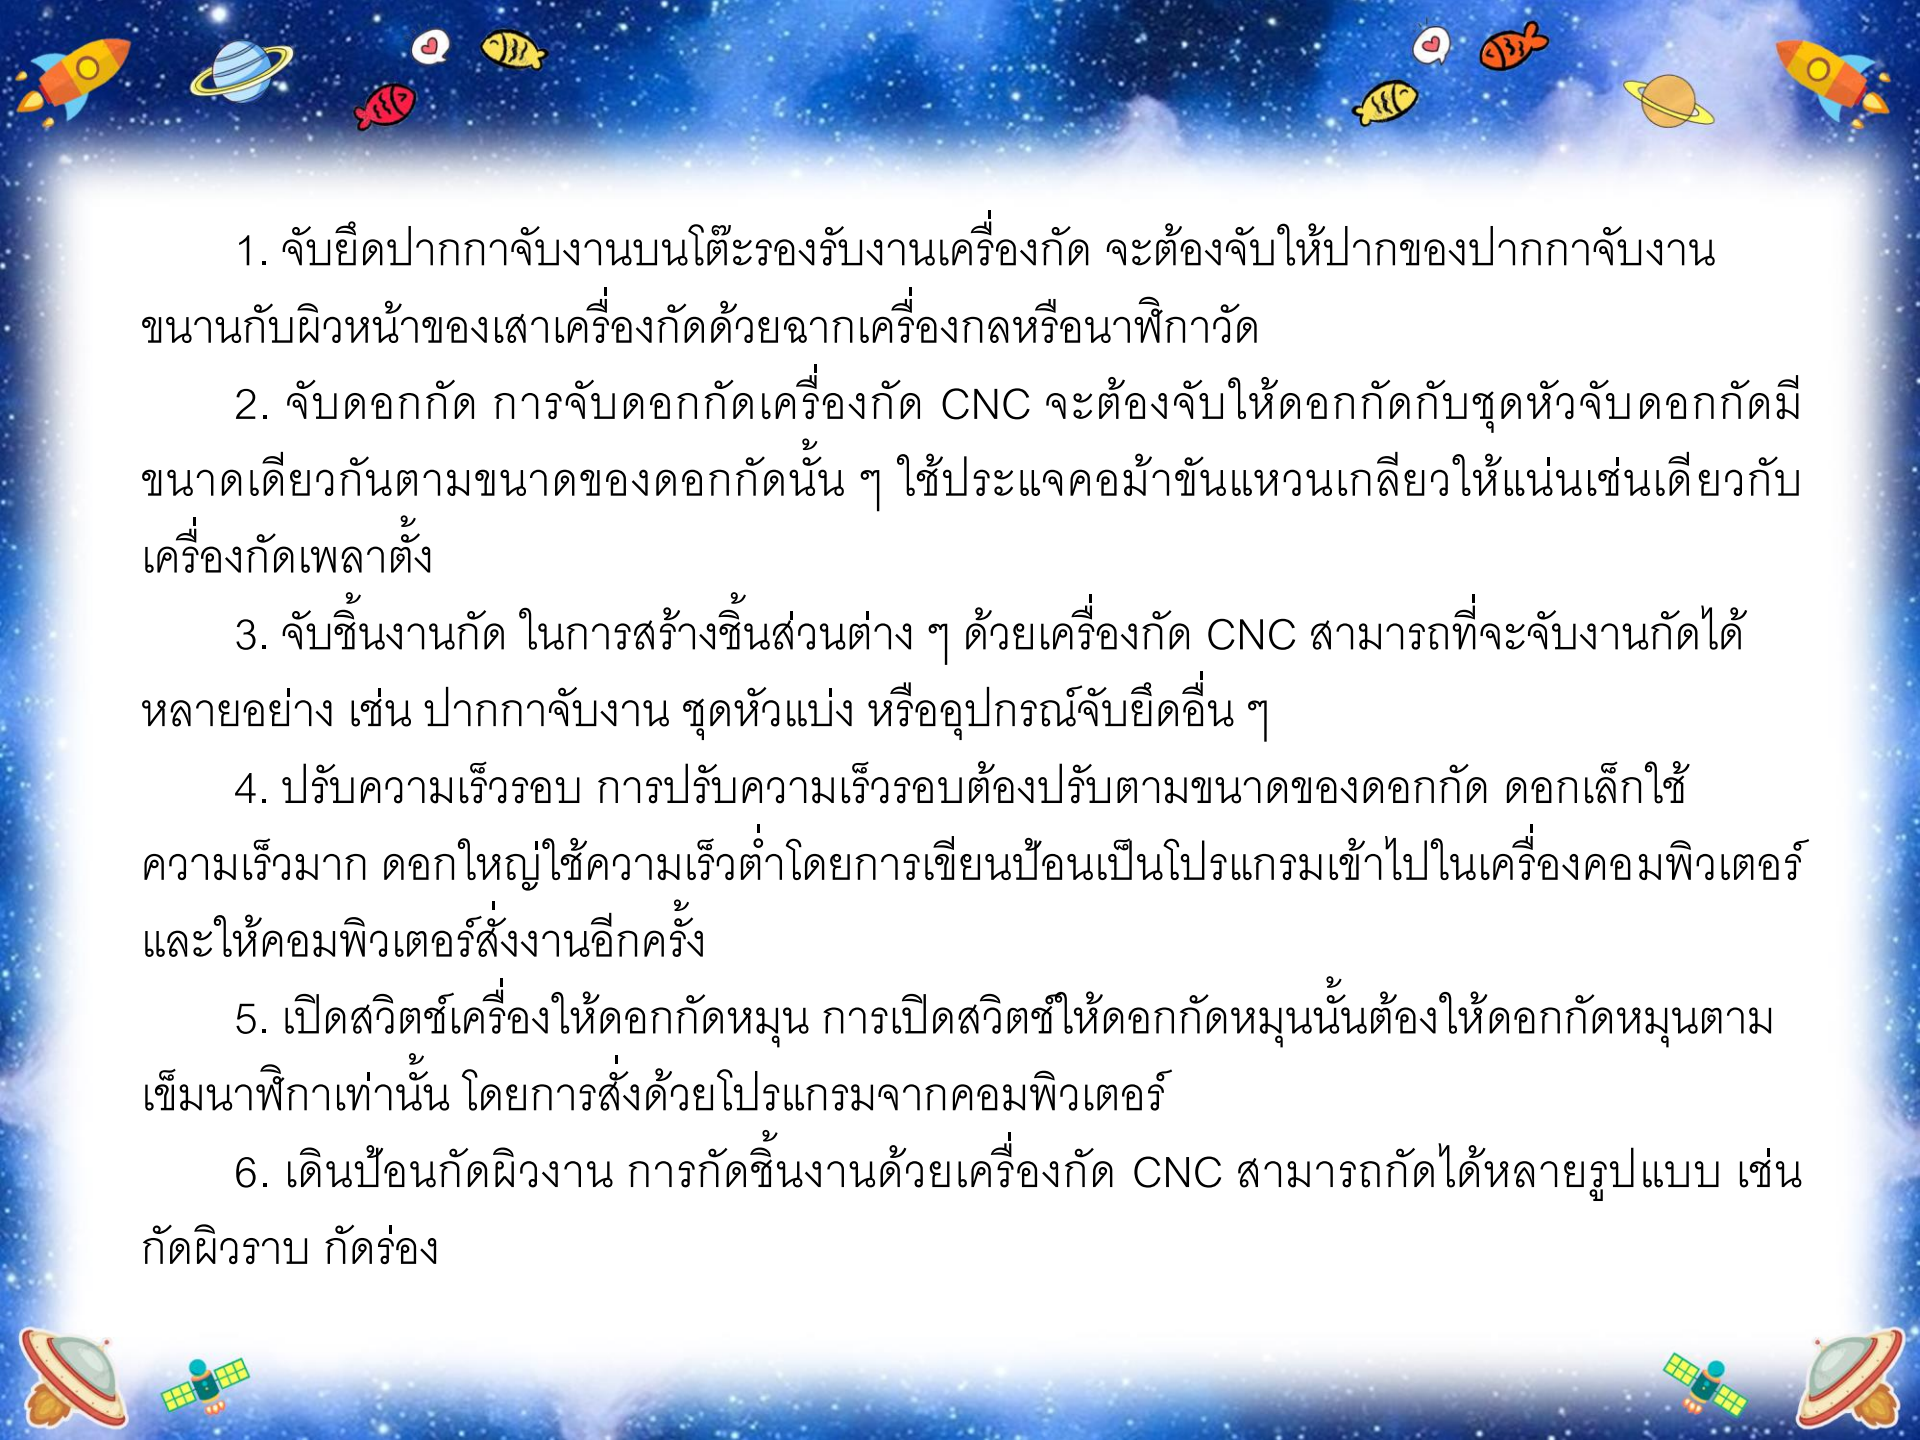 1. จับยึดปากกาจับงานบนโต๊ะรองรับงานเครื่องกัด จะต้องจับให้ปากของปากกาจับงาน
ขนานกับผิวหน้าของเสาเครื่องกัดด้วยฉากเครื่องกลหรือนาฬิกาวัด
2. จับดอกกัด การจับดอกกัดเครื่องกัด CNC จะต้องจับให้ดอกกัดกับชุดหัวจับดอกกัดมี
ขนาดเดียวกันตามขนาดของดอกกัดนั้น ๆ ใช้ประแจคอม้าขันแหวนเกลียวให้แน่นเช่นเดียวกับ
เครื่องกัดเพลาตั้ง
3. จับชิ้นงานกัด ในการสร้างชิ้นส่วนต่าง ๆ ด้วยเครื่องกัด CNC สามารถที่จะจับงานกัดได้
หลายอย่าง เช่น ปากกาจับงาน ชุดหัวแบ่ง หรืออุปกรณ์จับยึดอื่น ๆ
4. ปรับความเร็วรอบ การปรับความเร็วรอบต้องปรับตามขนาดของดอกกัด ดอกเล็กใช้
ความเร็วมาก ดอกใหญ่ใช้ความเร็วต่ำโดยการเขียนป้อนเป็นโปรแกรมเข้าไปในเครื่องคอมพิวเตอร์
และให้คอมพิวเตอร์สั่งงานอีกครั้ง
5. เปิดสวิตช์เครื่องให้ดอกกัดหมุน การเปิดสวิตช์ให้ดอกกัดหมุนนั้นต้องให้ดอกกัดหมุนตาม
เข็มนาฬิกาเท่านั้น โดยการสั่งด้วยโปรแกรมจากคอมพิวเตอร์
6. เดินป้อนกัดผิวงาน การกัดชิ้นงานด้วยเครื่องกัด CNC สามารถกัดได้หลายรูปแบบ เช่น
กัดผิวราบ กัดร่อง